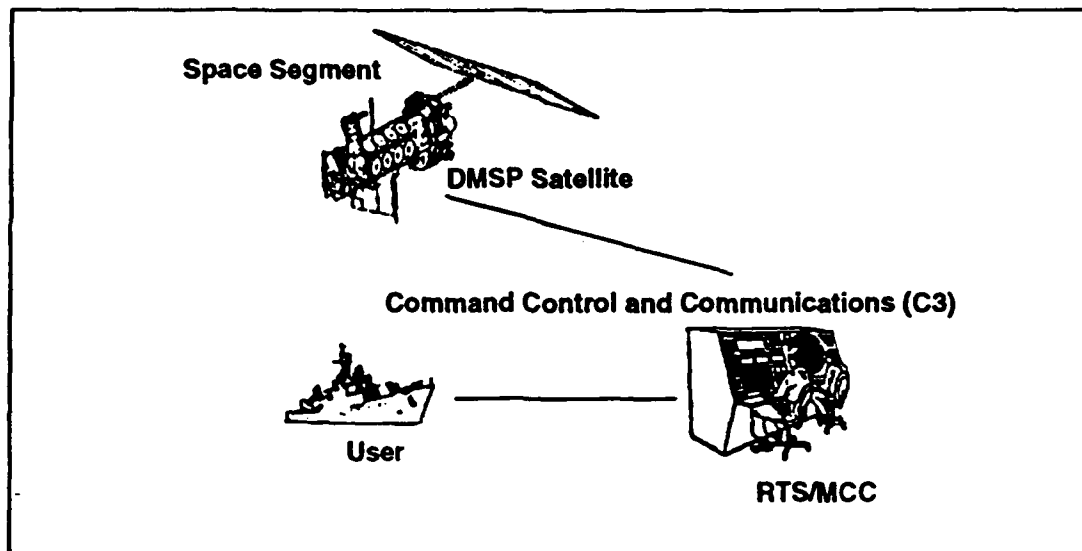 Space Segment
DMSP Satellite
Command Control and Communications (C3)
User
RTS/MCC